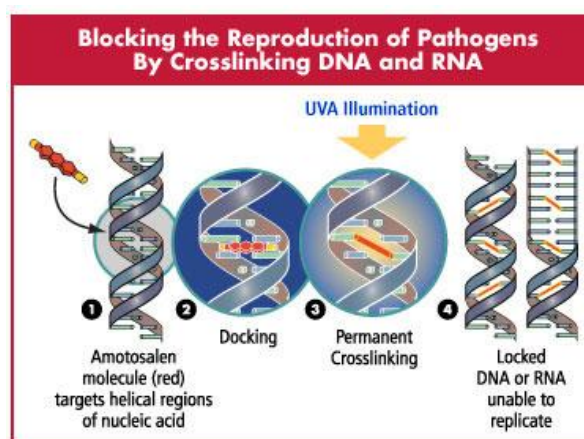 Blocking the Reproduction of Pathogens
By Crosslinking DNA and RNA
UVA Illumination
1
Amotosalen
molecule (red)
targets helical regions
of nucleic acid
2
Docking
3
Permanent
Crosslinking
4
Locked
DNA or RNA
unable to
replicate